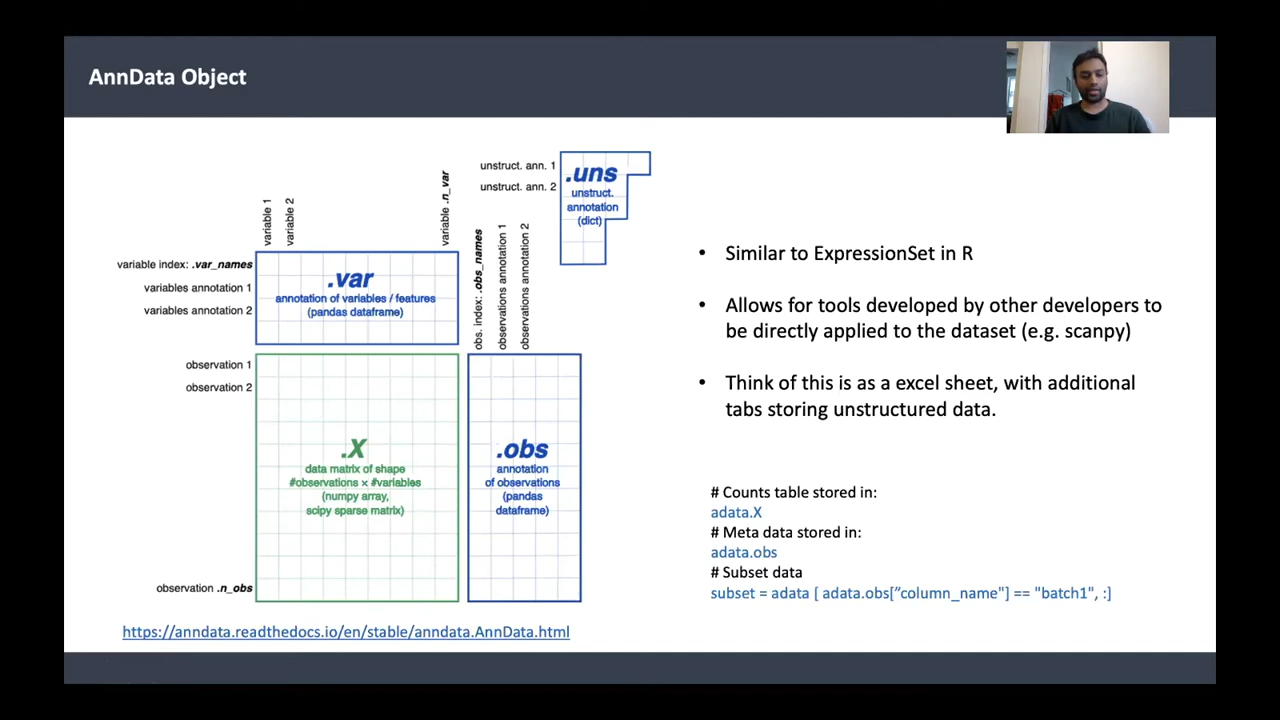 AnnData Object
unstruct. ann. 1
unstruct. ann. 2
.uns
unstruct.
annotation
(dict)
variable 1
variable 2
variable .n_var
variable index: .var_names
variables annotation 1
variables annotation 2
.var
annotation of variables / features
(pandas dataframe)
obs. index: .obs_names
observations annotation 1
observations annotation 2
observation 1
observation 2
observation .n_obs
.X
data matrix of shape
#observations × #variables
(numpy array,
scipy sparse matrix)
.obs
annotation
of observations
(pandas
dataframe)
https://anndata.readthedocs.io/en/stable/anndata.AnnData.html
• Similar to ExpressionSet in R
• Allows for tools developed by other developers to
be directly applied to the dataset (e.g. scanpy)
• Think of this is as a excel sheet, with additional
tabs storing unstructured data.
# Counts table stored in:
adata.X
# Meta data stored in:
adata.obs
# Subset data
subset = adata [ adata.obs[”column_name"] == "batch1", :]